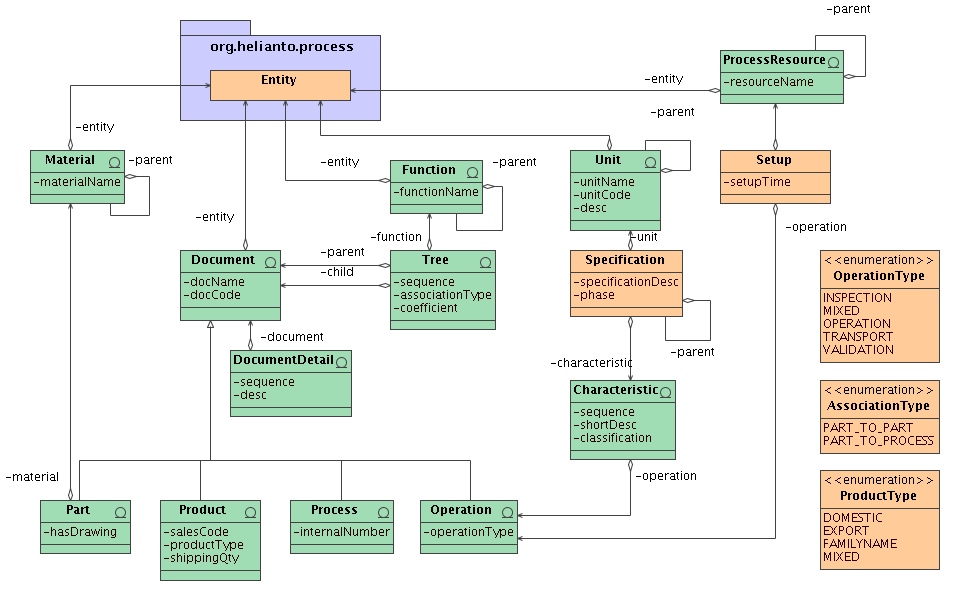 -parent
org.helianto.process
Entity
ProcessResource
-resourceName
-entity
-parent
-entity
Material
-materialName
-parent
-entity
Function
-functionName
-parent
Unit
-unitName
-unitCode
-desc
Setup
-setupTime
-entity
-function
-unit
-operation
Document
-docName
-docCode
-parent
-child
Tree
-sequence
-associationType
-coefficient
Specification
-specificationDesc
-phase
-parent
<<enumeration>>
OperationType
INSPECTION
MIXED
OPERATION
TRANSPORT
VALIDATION
-document
DocumentDetail
-sequence
-desc
-characteristic
Characteristic
-sequence
-shortDesc
-classification
<<enumeration>>
AssociationType
PART_TO_PART
PART_TO_PROCESS
-material
-operation
Part
-hasDrawing
Product
-salesCode
-productType
-shippingQty
Process
-internalNumber
Operation
-operationType
<<enumeration>>
ProductType
DOMESTIC
EXPORT
FAMILYNAME
MIXED